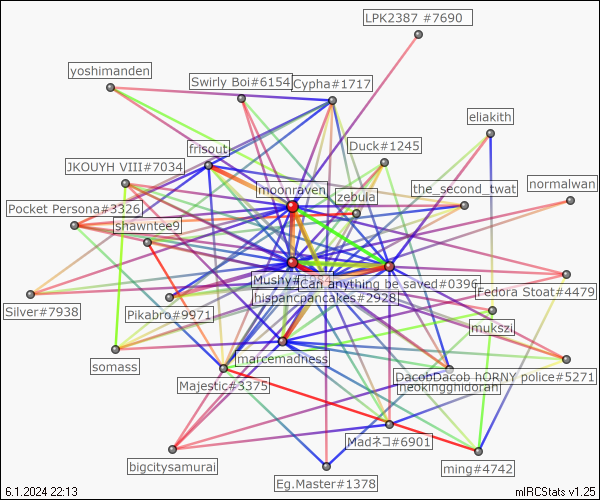 LPK2387 #7690
yoshimanden
Swirly Boi#6154
Cypha#1717
eliakith
frisout
Duck#1245
JKOUYH VIII#7034
moonraven
zebula
the_second_twat
normalwan
Pocket Persona#3326
shawntee9
Mushy#
Can anything be saved#0396
Fedora Stoat#4479
hispancpancakes#2928
Silver#7938
Pikabro#9971
mukszi
somass
marcemadness
Majestic#3375
DacobDacob hORNY police#5271
neokingghidorah
Madネコ#6901
bigcitysamurai
ming#4742
Eg.Master#1378
6.1.2024 22:13
mIRCStats v1.25